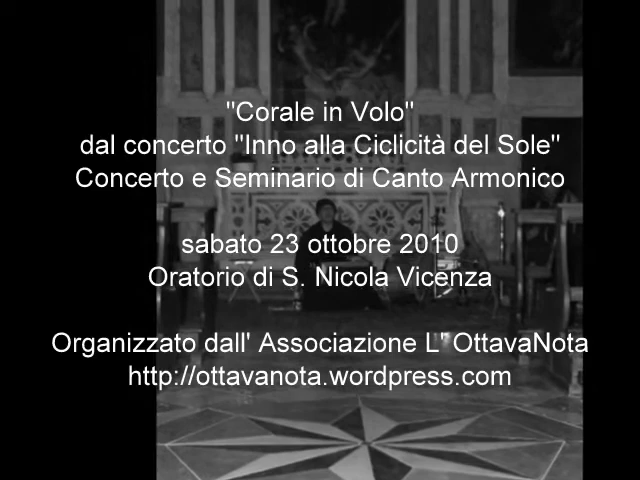 "Corale in Volo"
dal concerto "Inno alla Ciclicità del Sole"
Concerto e Seminario di Canto Armonico
sabato 23 ottobre 2010
Oratorio di S. Nicola Vicenza
Organizzato dall' Associazione L'' OttavaNota
http://ottavanota.wordpress.com